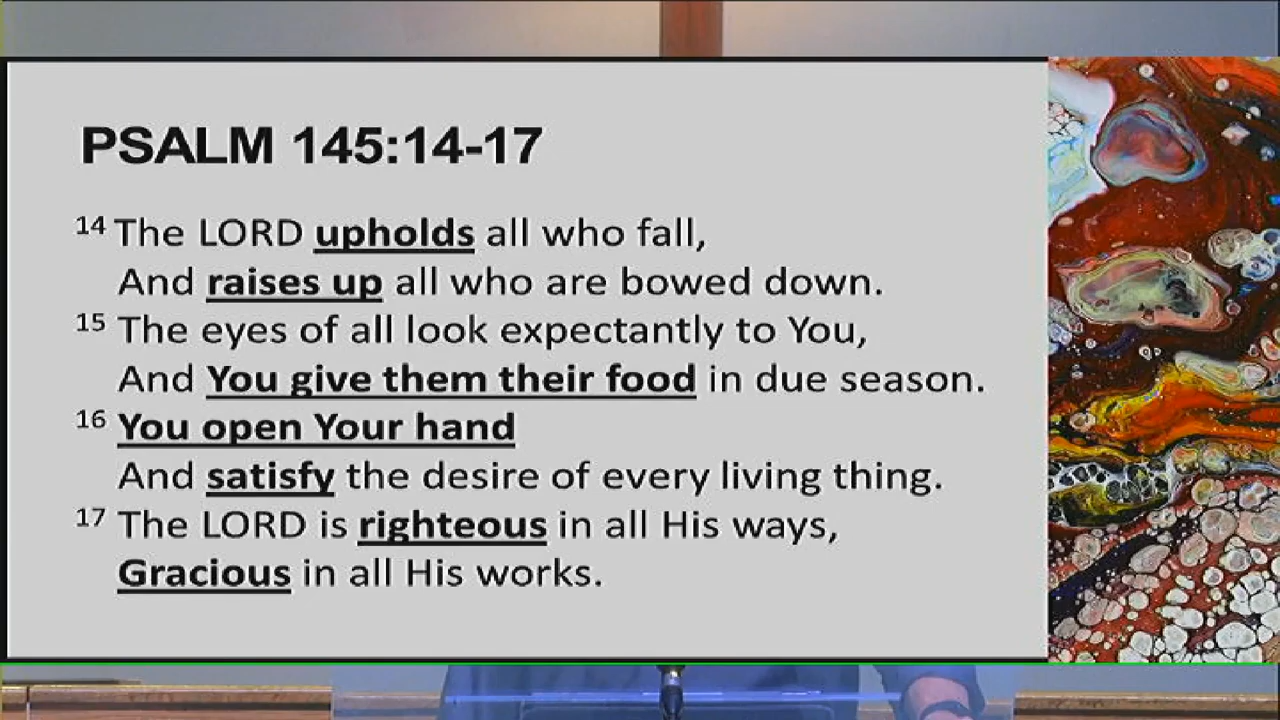 PSALM 145:14-17
14 The LORD upholds all who fall,
And raises up all who are bowed down.
15 The eyes of all look expectantly to You,
And You give them their food in due season.
16 You open Your hand
And satisfy the desire of every living thing.
17 The LORD is righteous in all His ways,
Gracious in all His works.